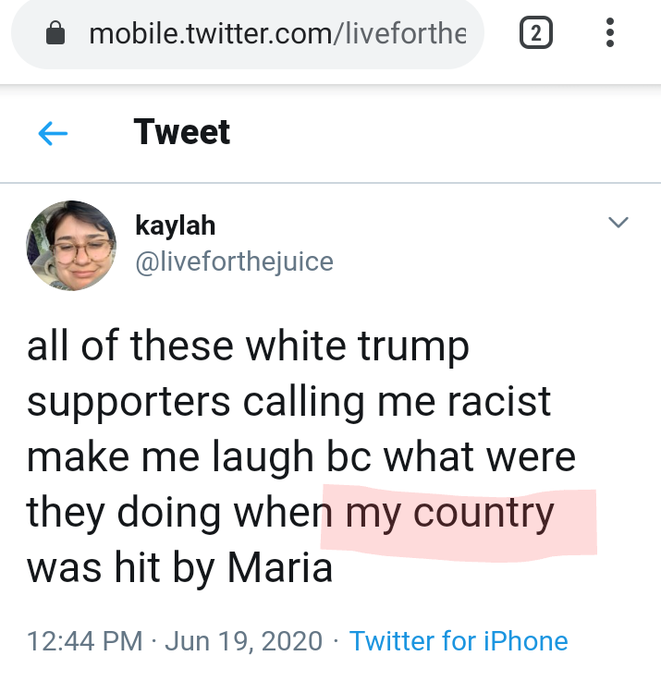 mobile.twitter.com/liveforthe
2
Tweet
kaylah
@liveforthejuice
all of these white trump
supporters calling me racist
make me laugh bc what were
they doing when my country
was hit by Maria
12:44 PM · Jun 19, 2020 · Twitter for iPhone